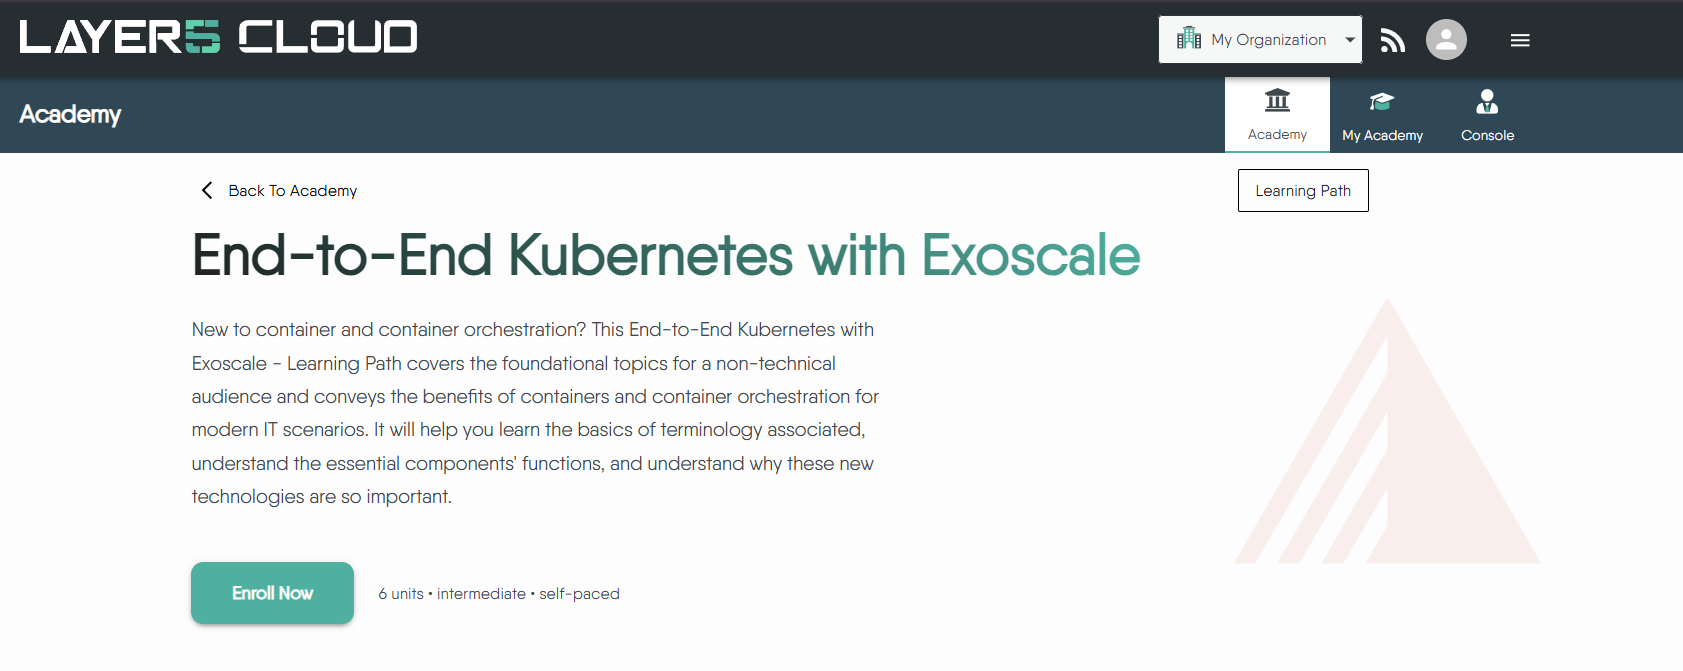 LAYER5 CLOUD
My Organization
Academy
Academy
My Academy
Console
Back To Academy
Learning Path
End-to-End Kubernetes with Exoscale
New to container and container orchestration? This End-to-End Kubernetes with
Exoscale - Learning Path covers the foundational topics for a non-technical
audience and conveys the benefits of containers and container orchestration for
modern IT scenarios. It will help you learn the basics of terminology associated,
understand the essential components' functions, and understand why these new
technologies are so important.
Enroll Now
6 units • intermediate • self-paced